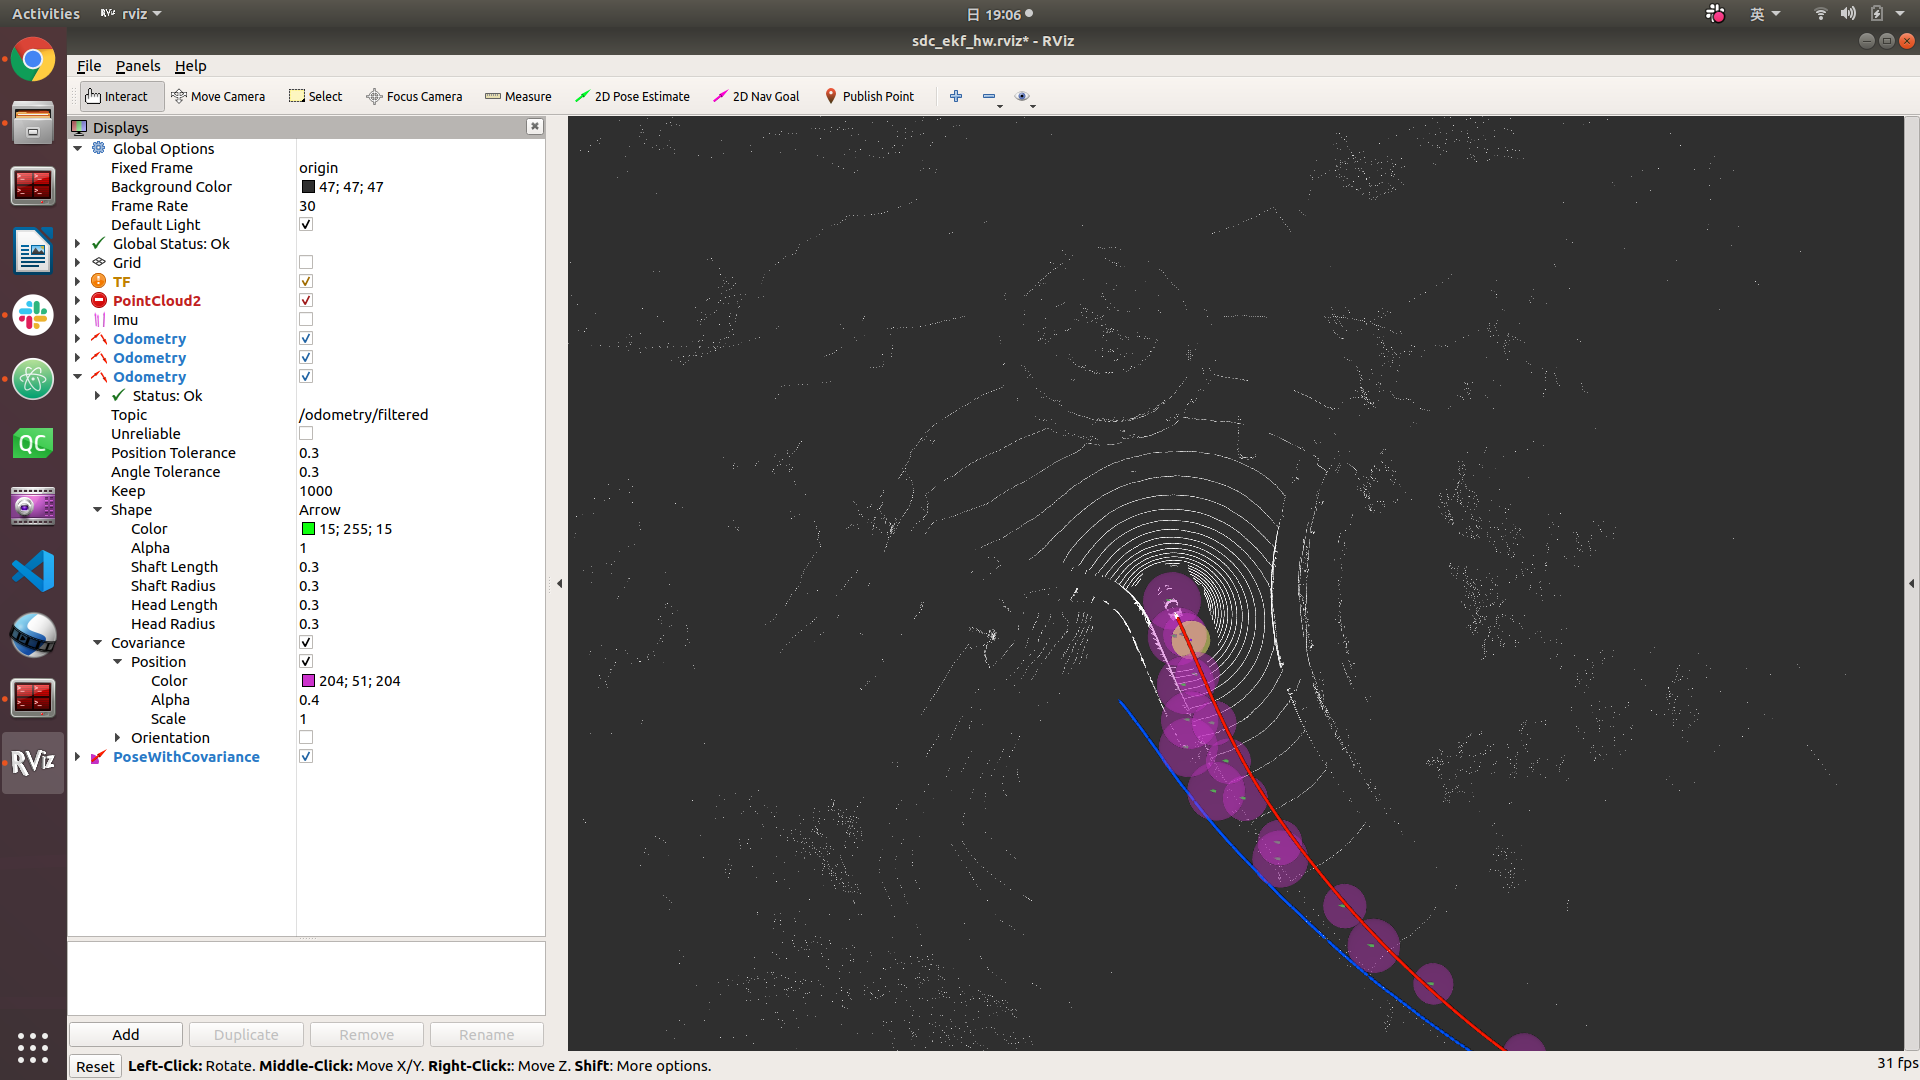 Activities
RViz
rviz
日 19:06
英
sdc_ekf_hw.rviz* - RViz
File Panels Help
Interact
Move Camera
Select
Focus Camera
Measure
2D Pose Estimate
2D Nav Goal
Publish Point
Displays
Global Options
Fixed Frame origin
Background Color 47; 47; 47
Frame Rate 30
Default Light
Global Status: Ok
Grid
TF
PointCloud2
Imu
Odometry
Odometry
Odometry
Status: Ok
Topic /odometry/filtered
Unreliable
Position Tolerance 0.3
Angle Tolerance 0.3
Keep 1000
Shape Arrow
Color 15; 255; 15
Alpha 1
Shaft Length 0.3
Shaft Radius 0.3
Head Length 0.3
Head Radius 0.3
Covariance
Position
Color 204; 51; 204
Alpha 0.4
Scale 1
Orientation
PoseWithCovariance
QC
RViz
Add Duplicate Remove Rename
Reset Left-Click: Rotate. Middle-Click: Move X/Y. Right-Click:: Move Z. Shift: More options.
31 fps